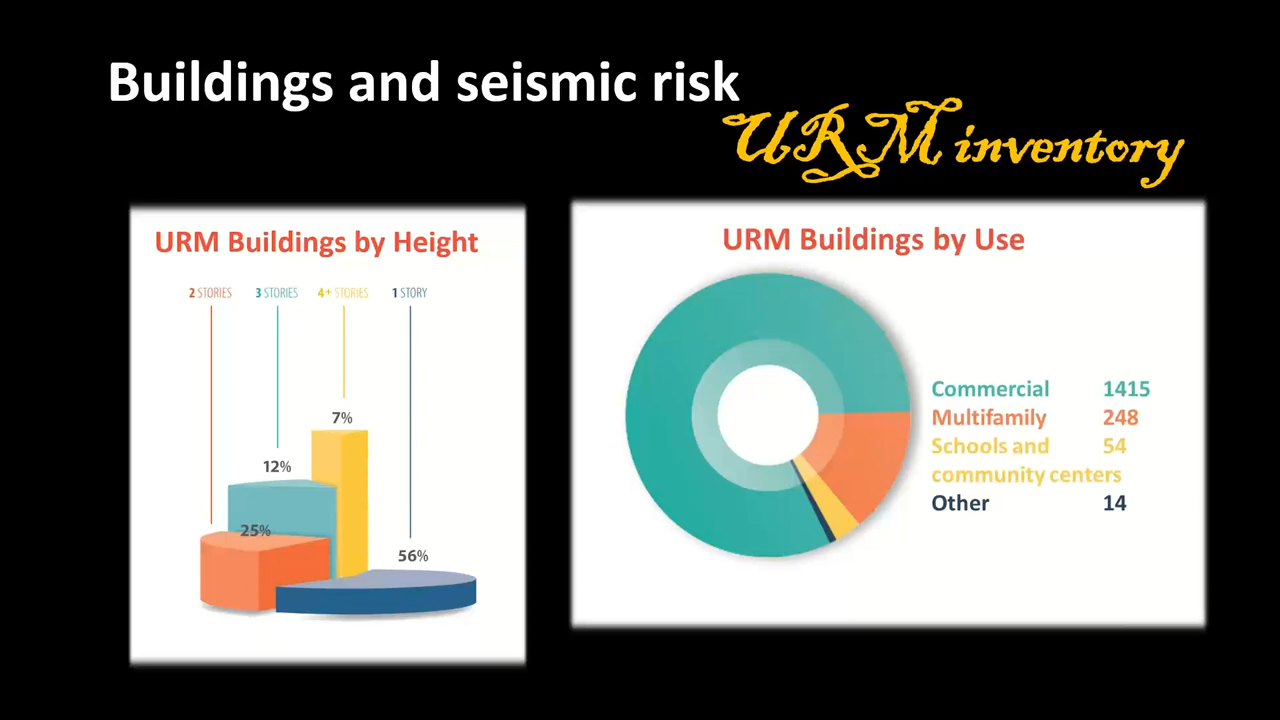 Buildings and seismic risk
URM inventory
URM Buildings by Height
2 STORIES 3 STORIES 4+ STORIES 1 STORY
7%
12%
25%
56%
URM Buildings by Use
Commercial 1415
Multifamily 248
Schools and 54
community centers
Other 14